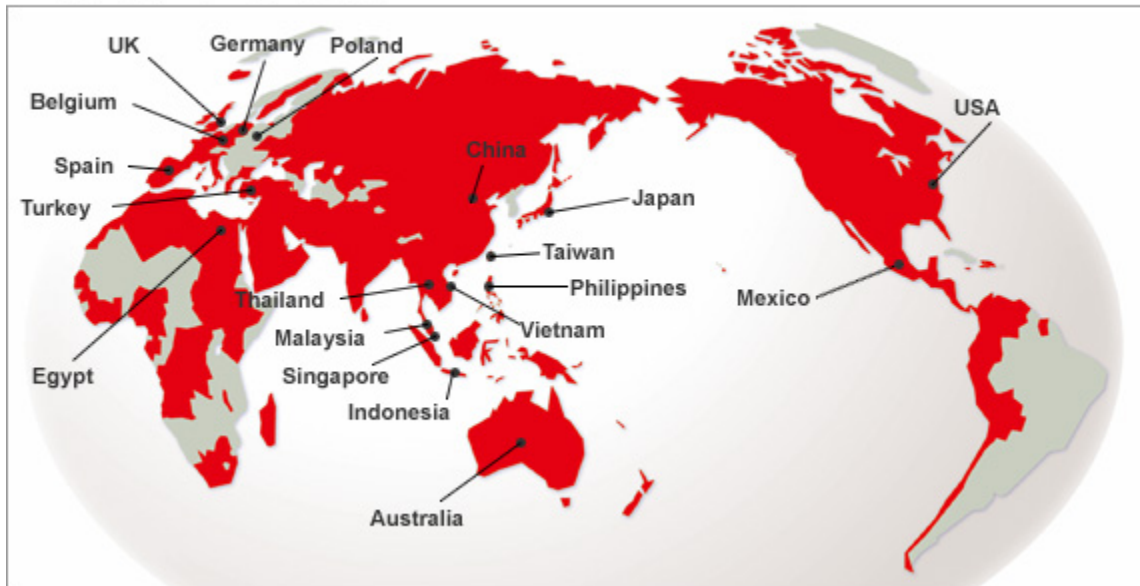 UK
Germany
Poland
Belgium
USA
China
Spain
Japan
Turkey
Taiwan
Philippines
Thailand
Mexico
Vietnam
Malaysia
Singapore
Egypt
Indonesia
Australia